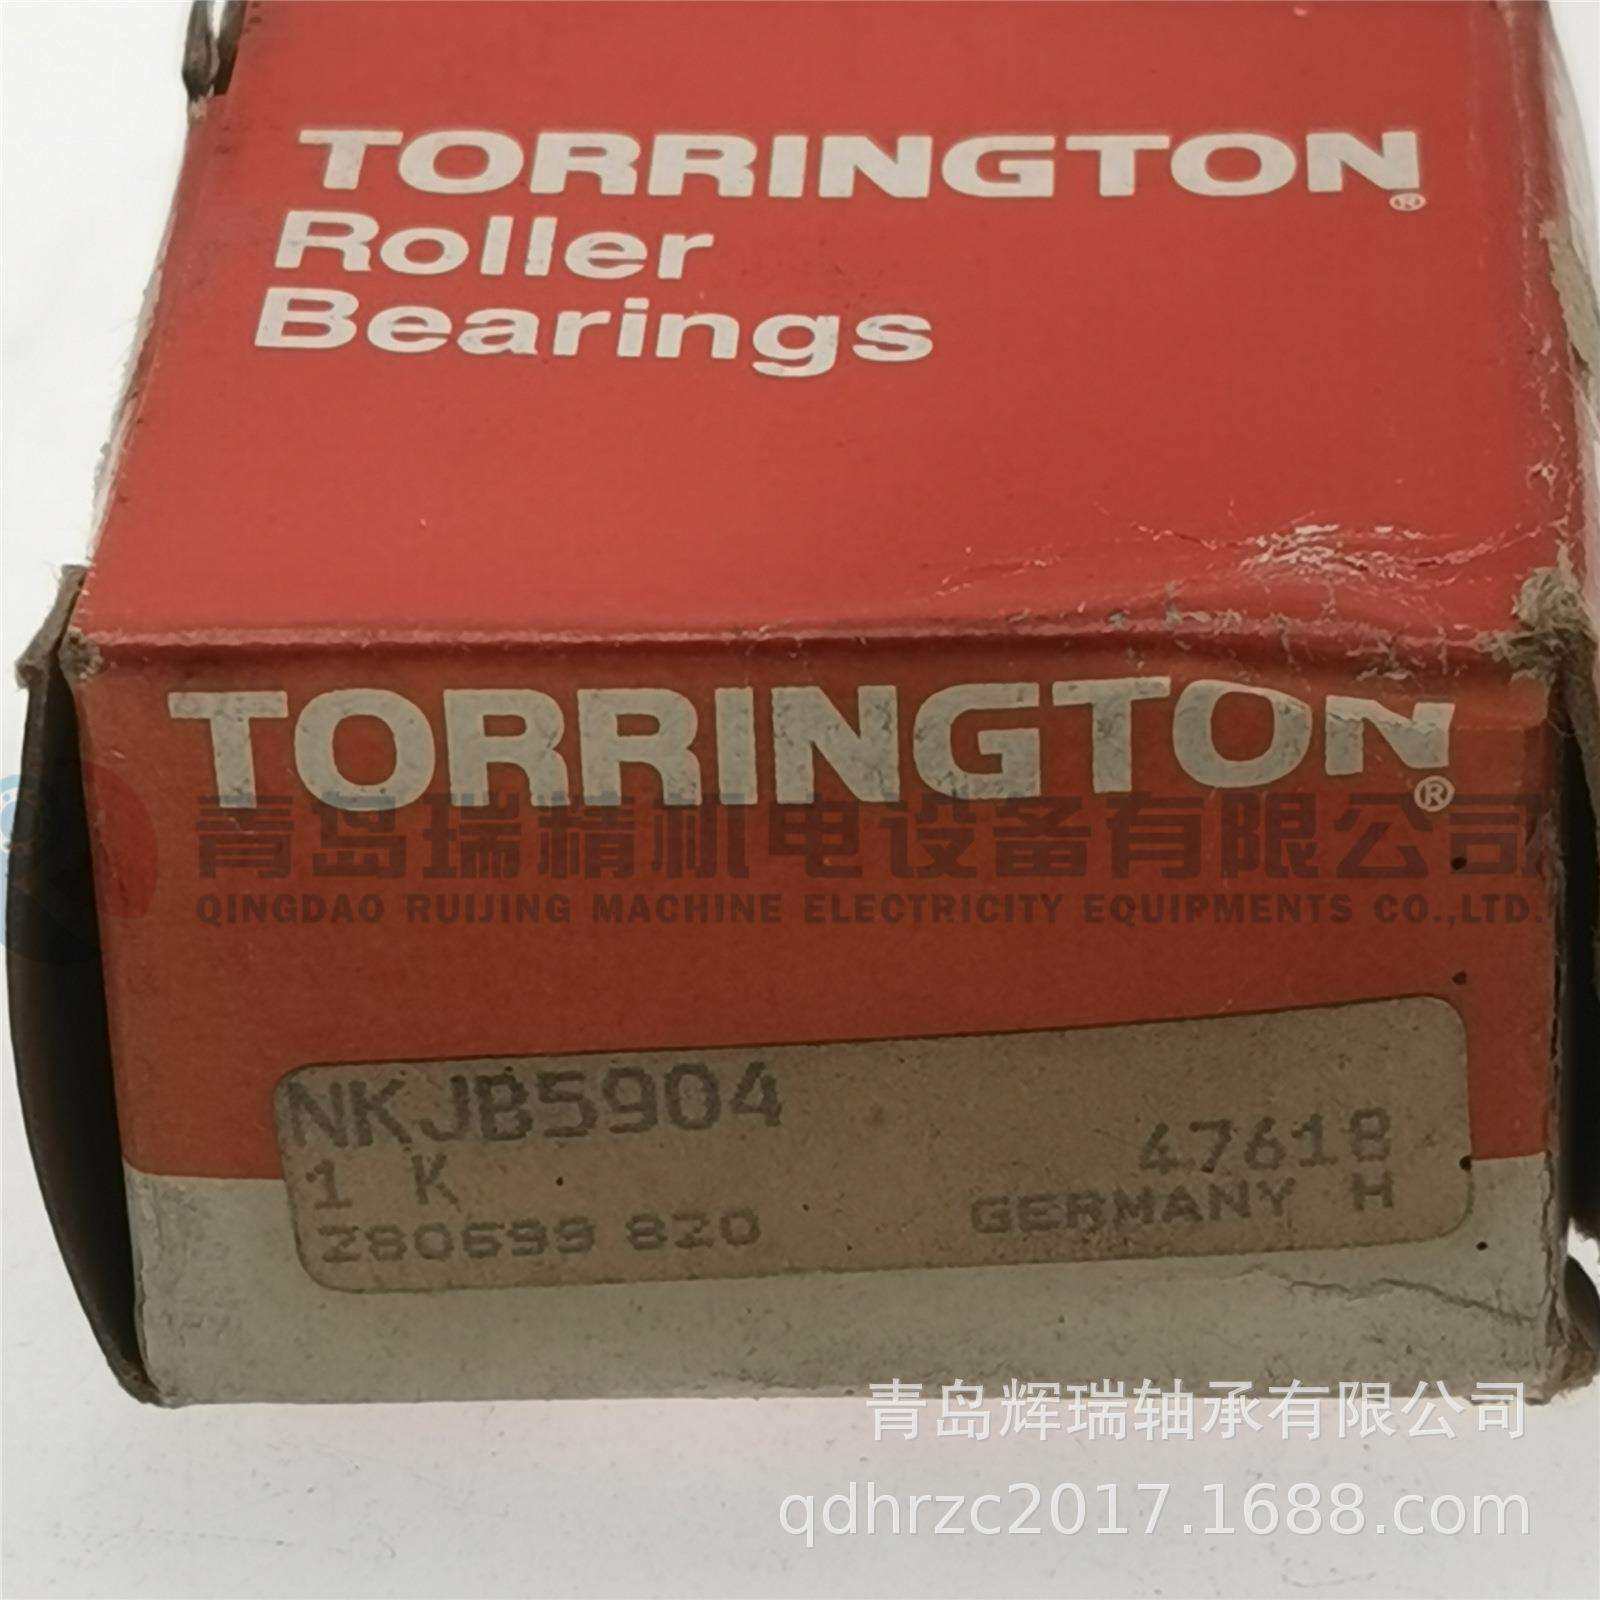 TORRINGTON®
Roller
Bearings
TORRINGTON®
青岛瑞精机电设备有限公司
QINGDAO RUIJING MACHINE ELECTRICITY EQUIPMENTS CO.,LTD.
NKJB5904
1 K 47618
Z80699 820 GERMANY H
青岛辉瑞轴承有限公司
qdhrzc2017.1688.com